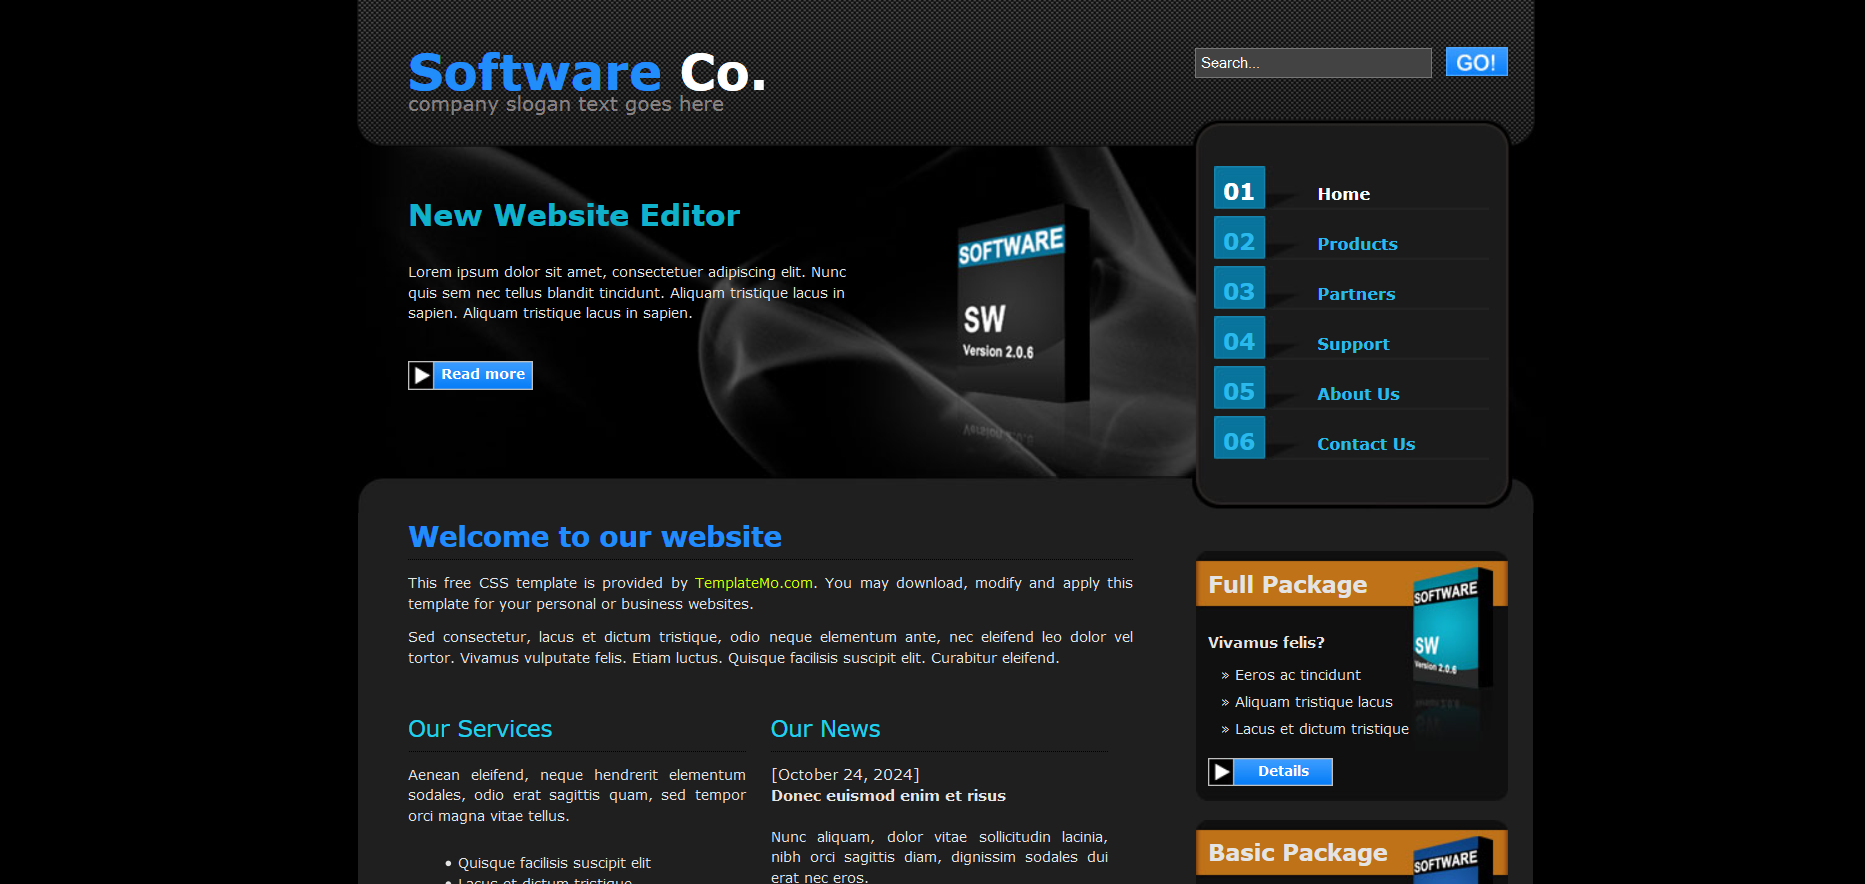 Software Co.
company slogan text goes here
Search...
GO!
01 Home
02 Products
03 Partners
04 Support
05 About Us
06 Contact Us
New Website Editor
Lorem ipsum dolor sit amet, consectetuer adipiscing elit. Nunc
quis sem nec tellus blandit tincidunt. Aliquam tristique lacus in
sapien. Aliquam tristique lacus in sapien.
Read more
SOFTWARE
SW
Version 2.0.6
Welcome to our website
This free CSS template is provided by TemplateMo.com. You may download, modify and apply this
template for your personal or business websites.
Sed consectetur, lacus et dictum tristique, odio neque elementum ante, nec eleifend leo dolor vel
tortor. Vivamus vulputate felis. Etiam luctus. Quisque facilisis suscipit elit. Curabitur eleifend.
Our Services
Aenean eleifend, neque hendrerit elementum
sodales, odio erat sagittis quam, sed tempor
orci magna vitae tellus.
• Quisque facilisis suscipit elit
• Lacus et dictum tristique
Our News
[October 24, 2024]
Donec euismod enim et risus
Nunc aliquam, dolor vitae sollicitudin lacinia,
nibh orci sagittis diam, dignissim sodales dui
erat nec eros.
Full Package
SOFTWARE
SW
Version 2.0.6
Vivamus felis?
» Eeros ac tincidunt
» Aliquam tristique lacus
» Lacus et dictum tristique
Details
Basic Package
SOFTWARE